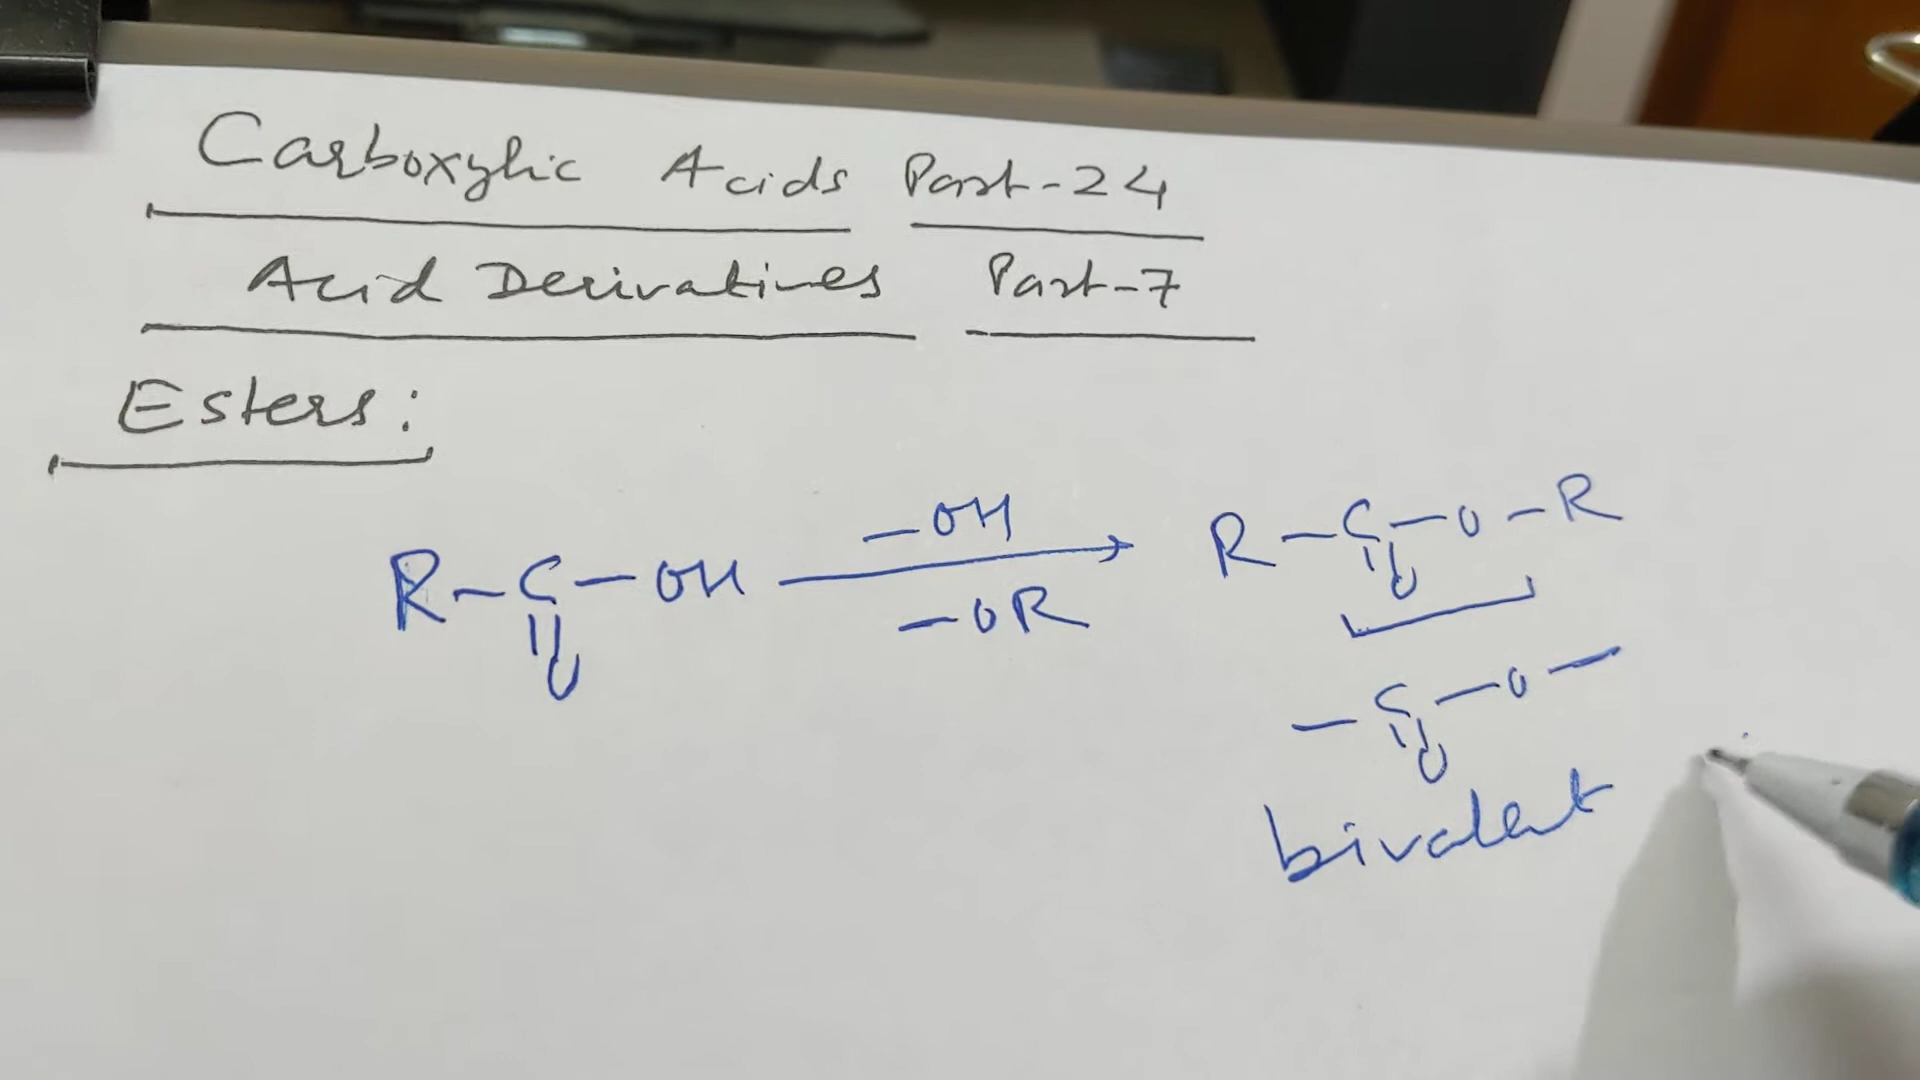 Carboxylic Acids Part-24
Acid Derivatives Part-7
Esters:
R-C-OH -OH R-C-O-R
O -OR O
-C-O-
O
bivalent